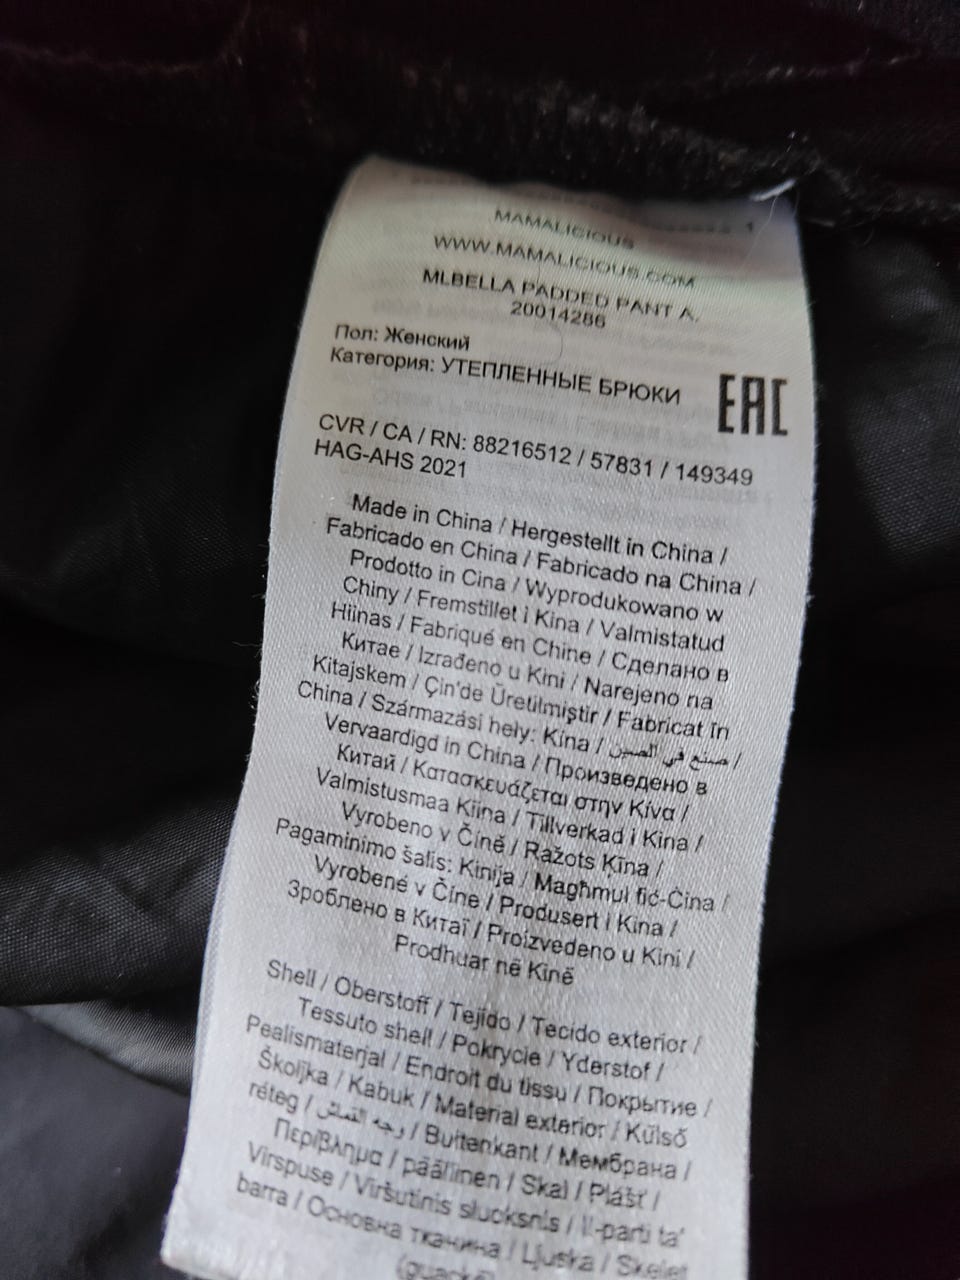 MAMALICIOUS
WWW.MAMALICIOUS.COM
MLBELLA PADDED PANT A.
20014286
Пол: Женский
Категория: УТЕПЛЕННЫЕ БРЮКИ
EAC
CVR / CA / RN: 88216512 / 57831 / 149349
HAG-AHS 2021
Made in China / Hergestellt in China /
Fabricado en China / Fabricado na China /
Prodotto in Cina / Wyprodukowano w
Chiny / Fremstillet i Kina / Valmistatud
Hiinas / Fabriqué en Chine / Сделано в
Китае / Izrađeno u Kini / Narejeno na
Kitajskem / Çin'de Üretilmiştir / Fabricat în
China / Származási hely: Kína / صنع في الصين /
Vervaardigd in China / Произведено в
Китай / Κατασκευάζεται στην Κίνα /
Valmistusmaa Kiina / Tillverkad i Kina /
Vyrobeno v Číně / Ražots Ķīna /
Pagaminimo šalis: Kinija / Magħmul fiċ-Ċina /
Vyrobené v Číne / Produsert i Kina /
Зроблено в Китаї / Proizvedeno u Kini /
Prodhuar në Kinë
Shell / Oberstoff / Tejido / Tecido exterior /
Tessuto shell / Pokrycie / Yderstof /
Pealismaterjal / Endroit du tissu / Покрытие /
Školjka / Kabuk / Material exterior / Külső
réteg / وجه القماش / Buitenkant / Мембрана /
Περίβλημα / päällinen / Skal / Plášť /
Virspuse / Viršutinis sluoksnis / Il-parti ta'
barra / Основна тканина / Ljuska / Skelet
(guackë)